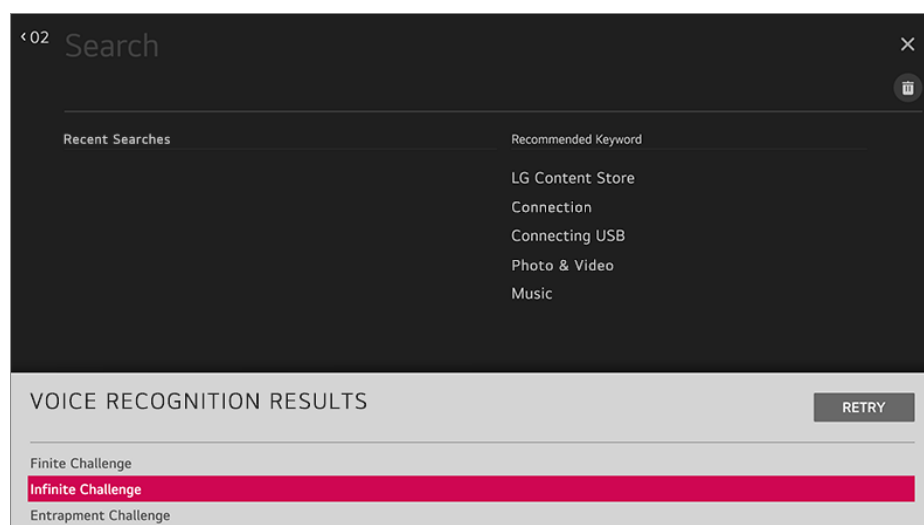 ‹02
Search
Recent Searches
Recommended Keyword
LG Content Store
Connection
Connecting USB
Photo & Video
Music
VOICE RECOGNITION RESULTS
RETRY
Finite Challenge
Infinite Challenge
Entrapment Challenge